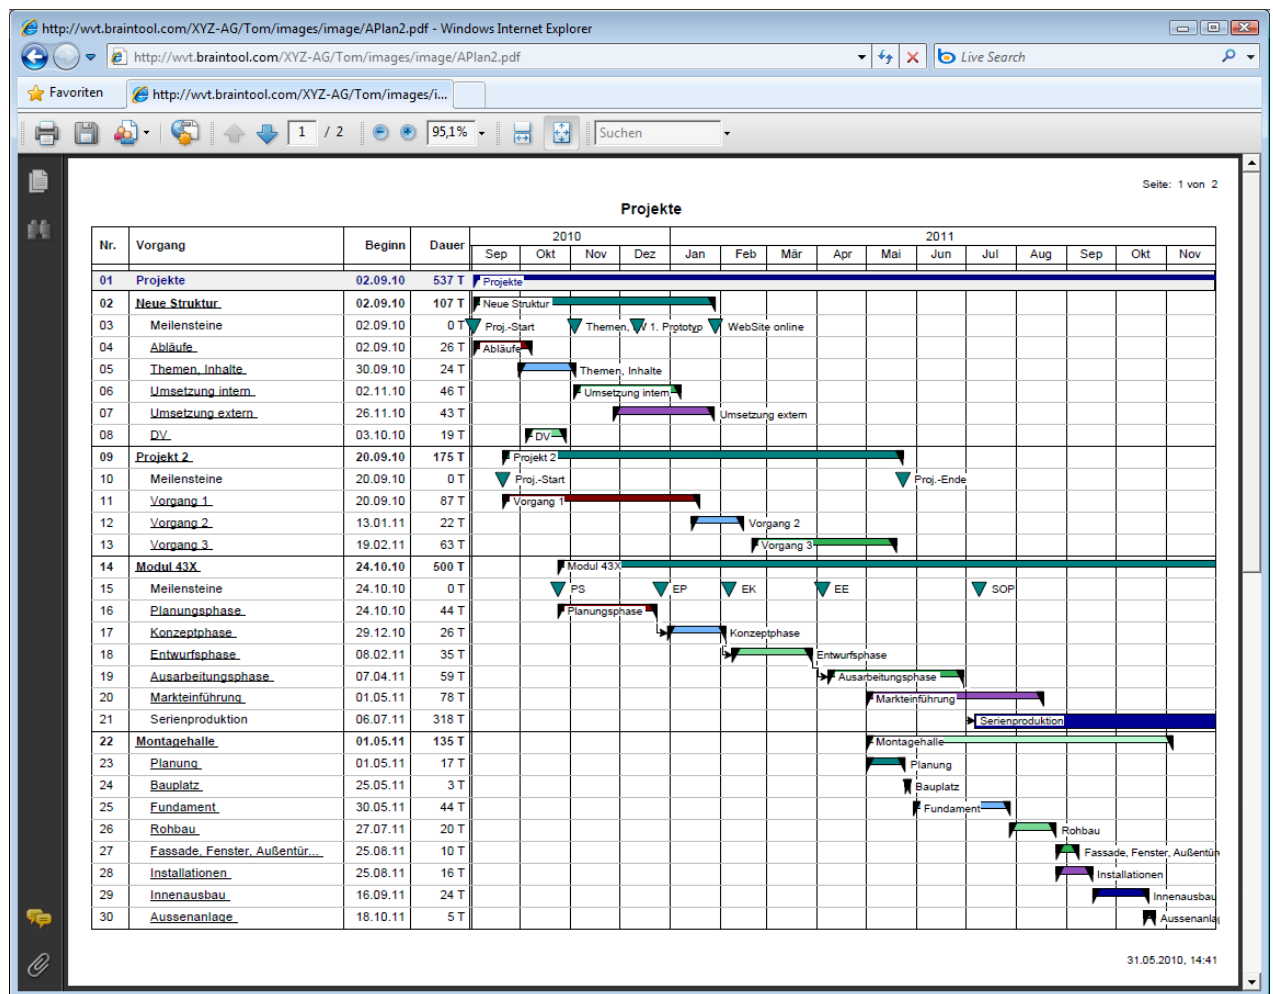 http://wvt.braintool.com/XYZ-AG/Tom/images/image/APlan2.pdf - Windows Internet Explorer
http://wvt.braintool.com/XYZ-AG/Tom/images/image/APlan2.pdf Live Search
Favoriten http://wvt.braintool.com/XYZ-AG/Tom/images/i...
1 / 2 95,1% Suchen
Seite: 1 von 2
Projekte
2010 2011
Nr. Vorgang Beginn Dauer
Sep Okt Nov Dez Jan Feb Mär Apr Mai Jun Jul Aug Sep Okt Nov
01 Projekte 02.09.10 537 T Projekte
02 Neue Struktur 02.09.10 107 T Neue Struktur
03 Meilensteine 02.09.10 0 T Proj.-Start Themen, 1. Prototyp WebSite online
04 Abläufe 02.09.10 26 T Abläufe
05 Themen, Inhalte 30.09.10 24 T Themen, Inhalte
06 Umsetzung intern 02.11.10 46 T Umsetzung intern
07 Umsetzung extern 26.11.10 43 T Umsetzung extern
08 DV 03.10.10 19 T DV
09 Projekt 2 20.09.10 175 T Projekt 2
10 Meilensteine 20.09.10 0 T Proj.-Start Proj.-Ende
11 Vorgang 1 20.09.10 87 T Vorgang 1
12 Vorgang 2 13.01.11 22 T Vorgang 2
13 Vorgang 3 19.02.11 63 T Vorgang 3
14 Modul 43X 24.10.10 500 T Modul 43X
15 Meilensteine 24.10.10 0 T PS EP EK EE SOP
16 Planungsphase 24.10.10 44 T Planungsphase
17 Konzeptphase 29.12.10 26 T Konzeptphase
18 Entwurfsphase 08.02.11 35 T Entwurfsphase
19 Ausarbeitungsphase 07.04.11 59 T Ausarbeitungsphase
20 Markteinführung 01.05.11 78 T Markteinführung
21 Serienproduktion 06.07.11 318 T Serienproduktion
22 Montagehalle 01.05.11 135 T Montagehalle
23 Planung 01.05.11 17 T Planung
24 Bauplatz 25.05.11 3 T Bauplatz
25 Fundament 30.05.11 44 T Fundament
26 Rohbau 27.07.11 20 T Rohbau
27 Fassade, Fenster, Außentür... 25.08.11 10 T Fassade, Fenster, Außentür
28 Installationen 25.08.11 16 T Installationen
29 Innenausbau 16.09.11 24 T Innenausbau
30 Aussenanlage 18.10.11 5 T Aussenanlag
31.05.2010, 14:41